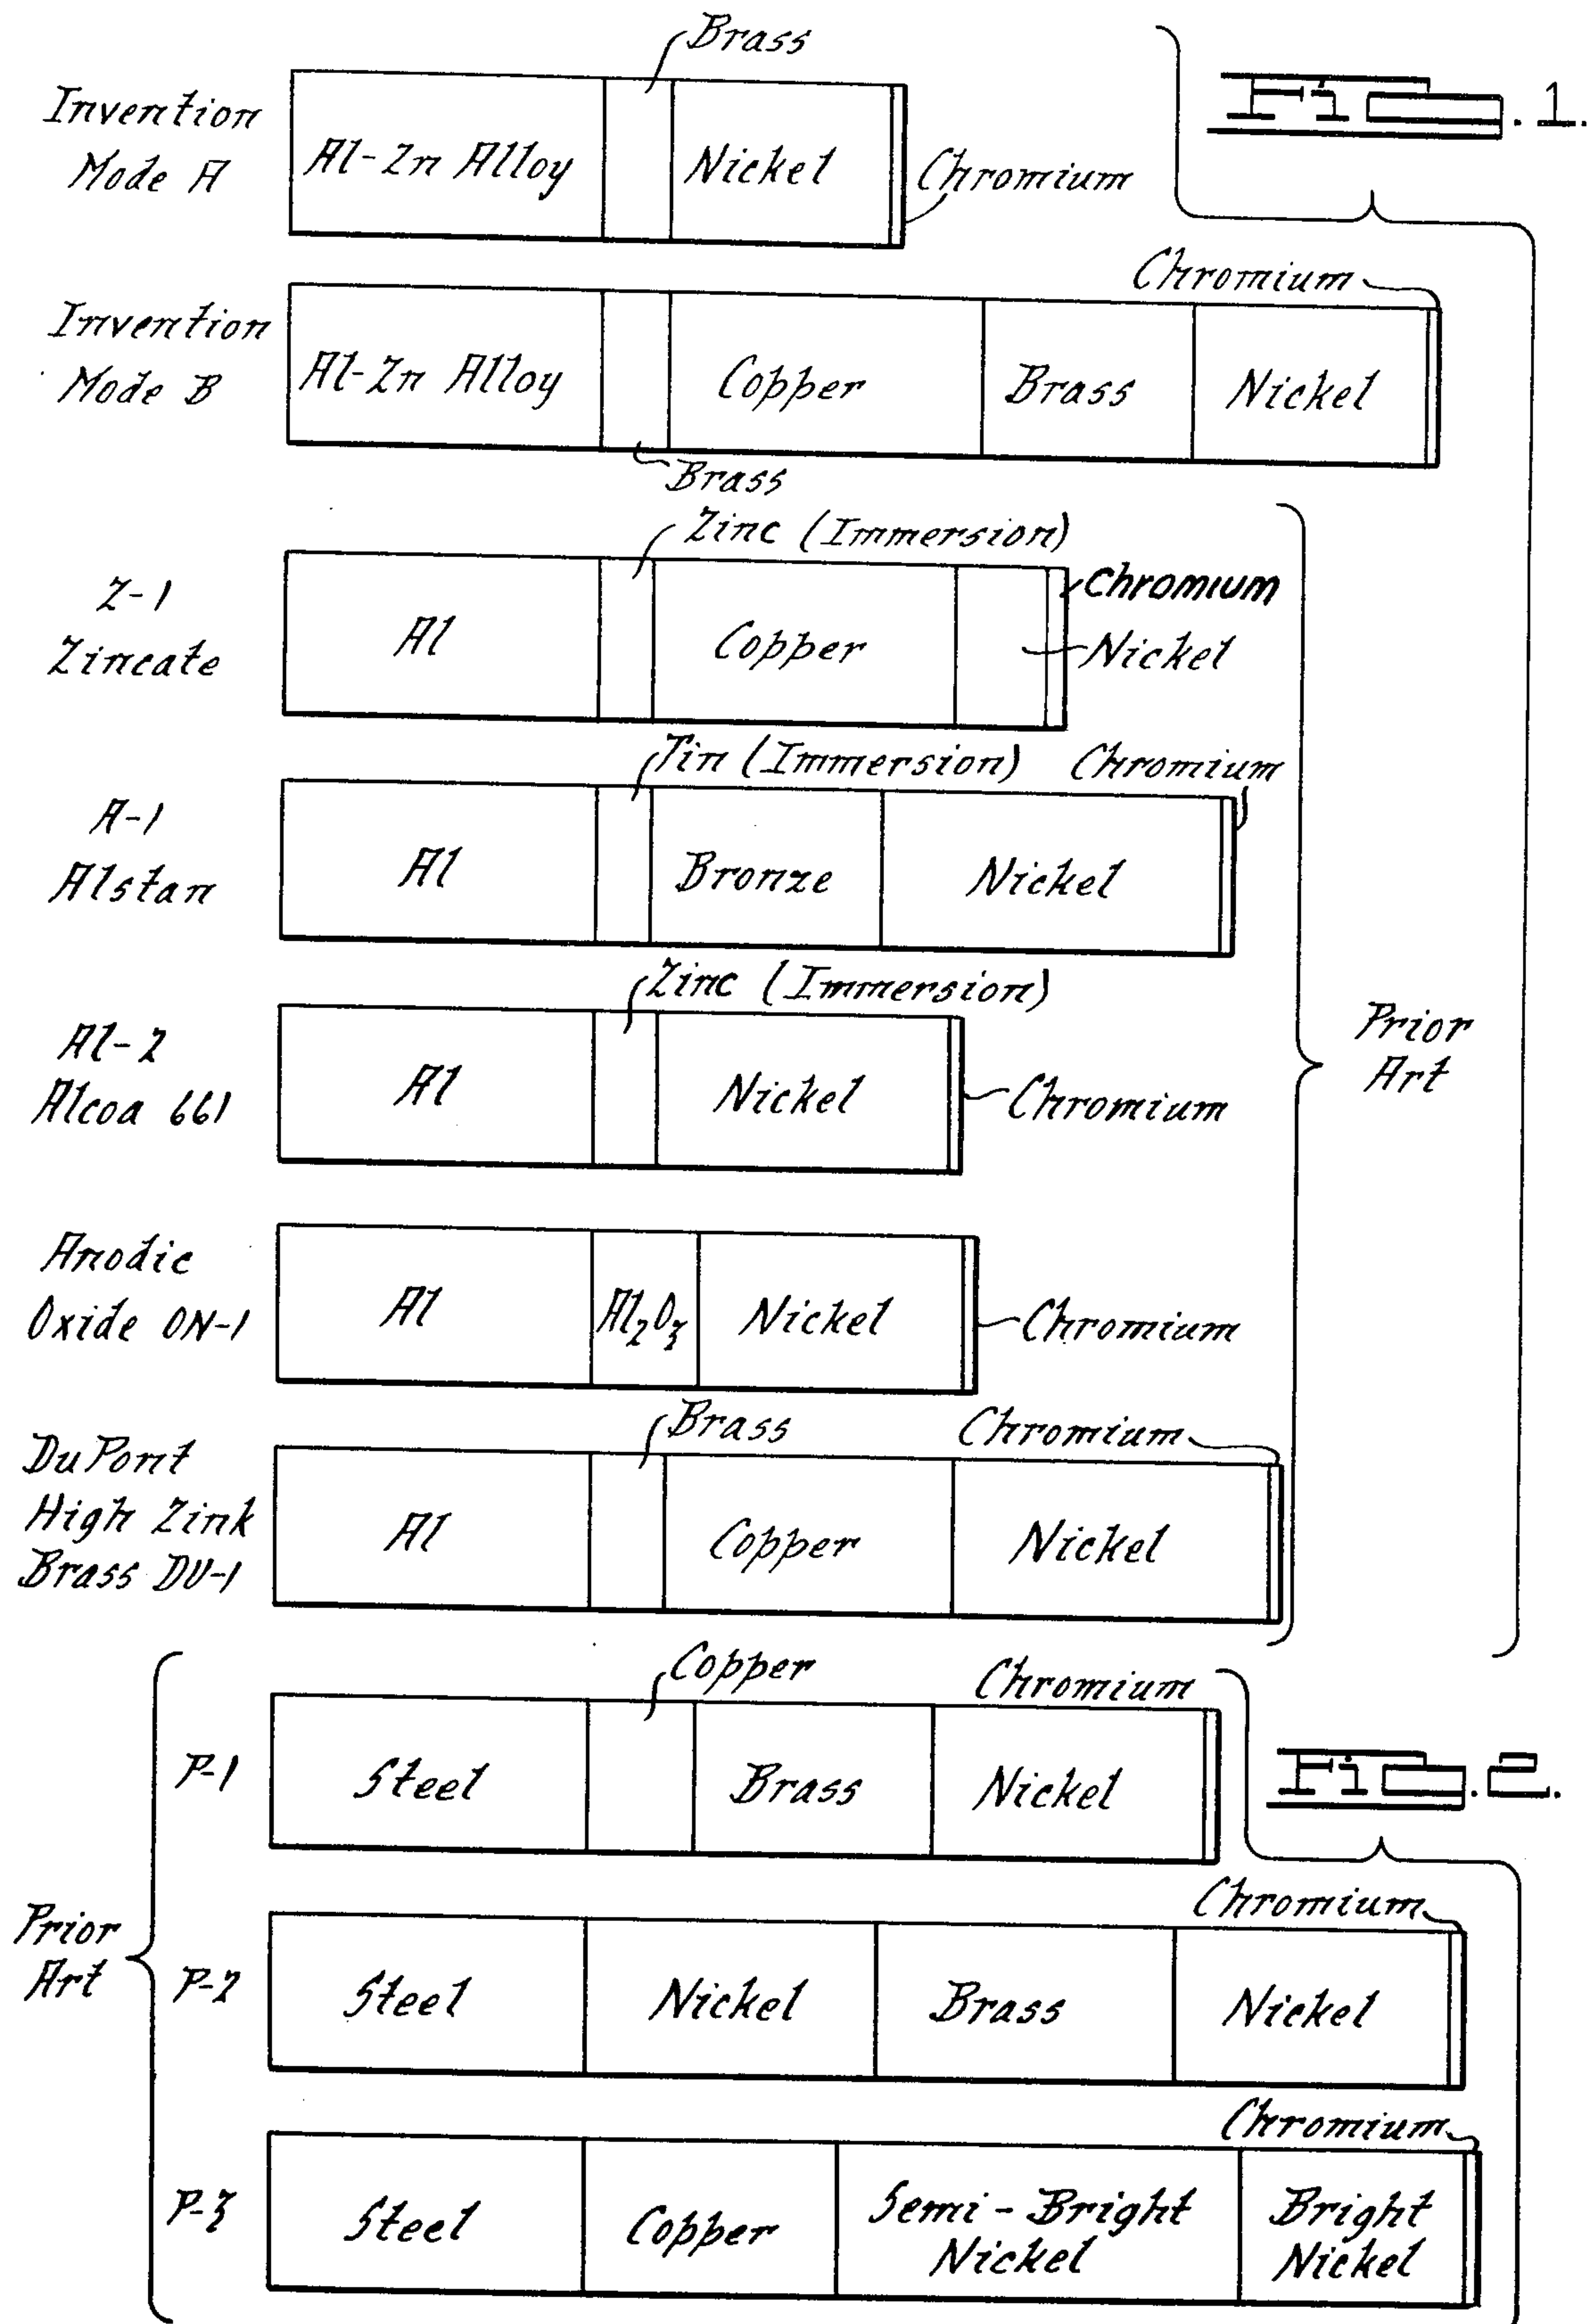 Brass
Fig. 1.
Invention
Mode A
Al-Zn Alloy
Nickel
Chromium
Chromium
Invention
Mode B
Al-Zn Alloy
Copper
Brass
Nickel
Brass
Zinc (Immersion)
Z-1
Zincate
Al
Copper
Chromium
Nickel
Tin (Immersion)
Chromium
A-1
Alstan
Al
Bronze
Nickel
Zinc (Immersion)
Al-2
Alcoa 661
Al
Nickel
Chromium
Prior
Art
Anodic
Oxide ON-1
Al
Al2O3
Nickel
Chromium
Brass
Chromium
DuPont
High Zink
Brass DU-1
Al
Copper
Nickel
Copper
Chromium
P-1
Steel
Brass
Nickel
Fig. 2.
Chromium
Prior
Art
P-2
Steel
Nickel
Brass
Nickel
Chromium
P-3
Steel
Copper
Semi-Bright
Nickel
Bright
Nickel